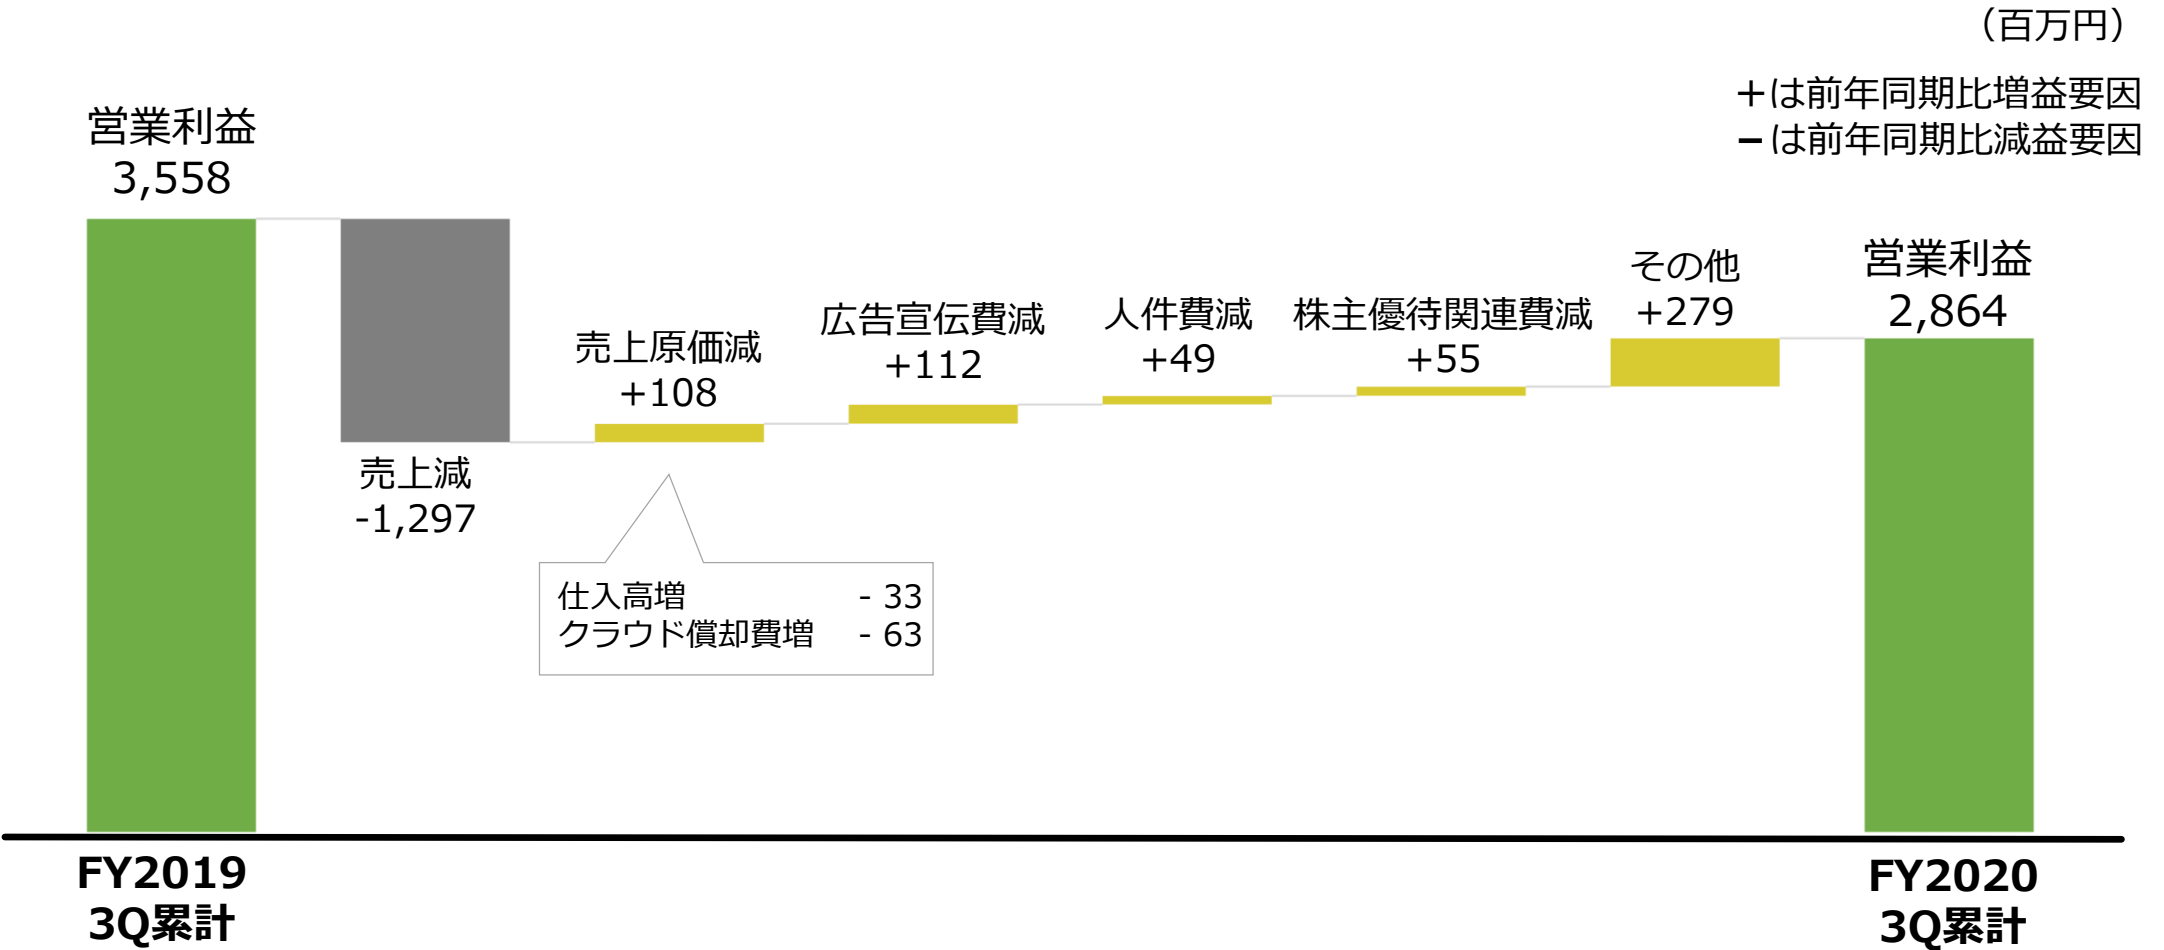 （百万円）
＋は前年同期比増益要因
－は前年同期比減益要因
営業利益
3,558
売上減
-1,297
売上原価減
+108
仕入高増 - 33
クラウド償却費増 - 63
広告宣伝費減
+112
人件費減
+49
株主優待関連費減
+55
その他
+279
営業利益
2,864
FY2019
3Q累計
FY2020
3Q累計